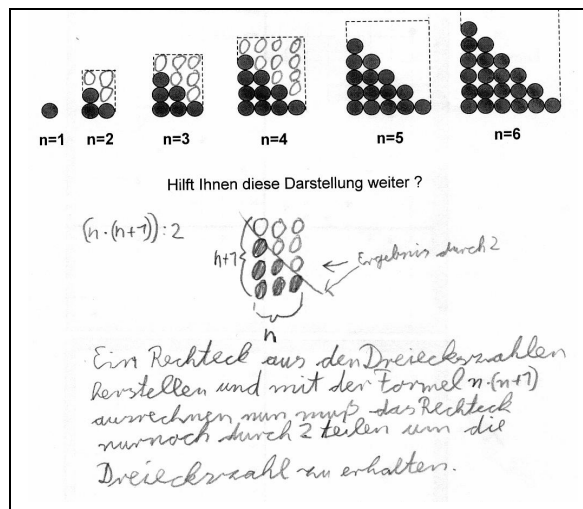 n=1 n=2 n=3 n=4 n=5 n=6
Hilft Ihnen diese Darstellung weiter ?
(n·(n+1)):2
n+1
Ergebnis durch 2
n
Ein Rechteck aus den Dreieckszahlen
herstellen und mit der Formel n·(n+1)
ausrechnen nun muß das Rechteck
nurnoch durch 2 teilen um die
Dreieckszahl zu erhalten.